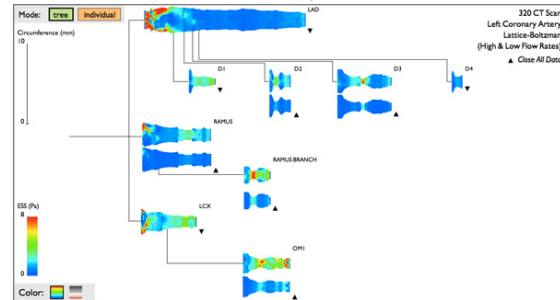 Mode: tree individual
Circumference (mm)
10
0
ESS (Pa)
8
0
Color:
LAD
D1
D2
D3
D4
RAMUS
RAMUS BRANCH
LCX
OM1
320 CT Scan
Left Coronary Artery
Lattice-Boltzman
(High & Low Flow Rates)
▲ Close All Data